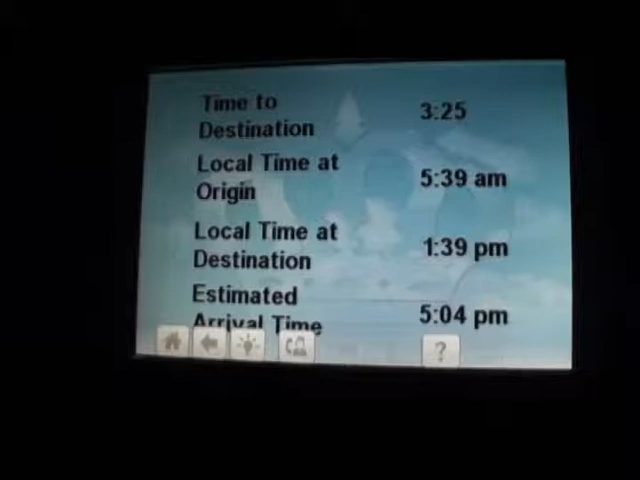 Time to
Destination
3:25
Local Time at
Origin
5:39 am
Local Time at
Destination
1:39 pm
Estimated
Arrival Time
5:04 pm
?